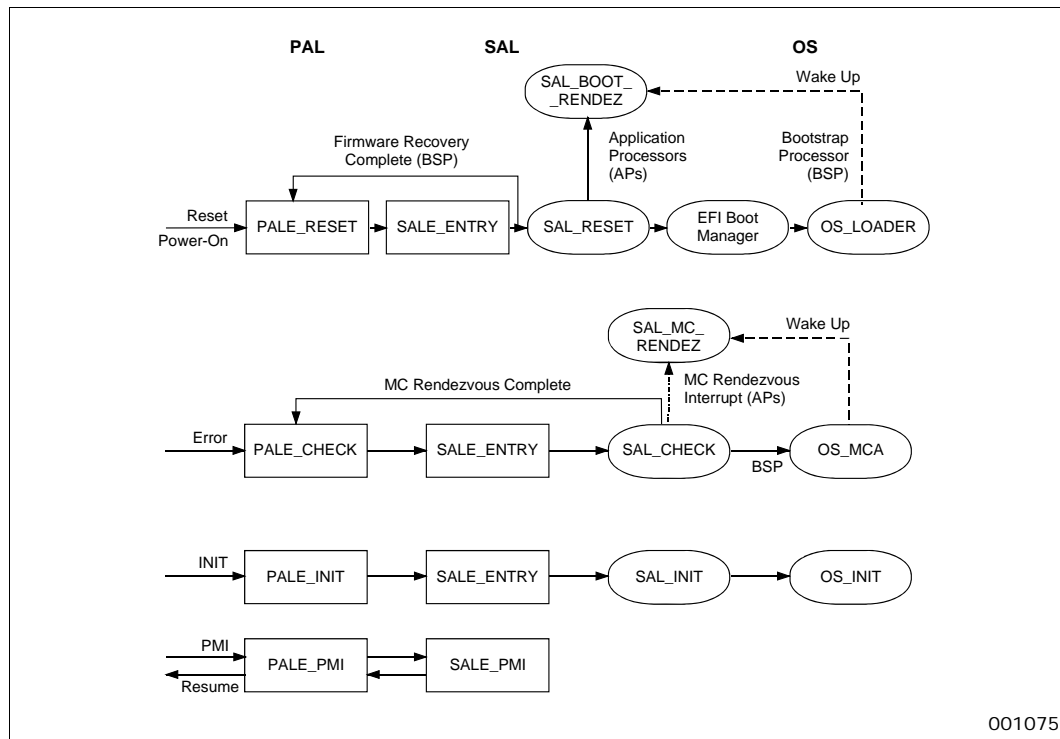 PAL
SAL
OS
SAL_BOOT_
_RENDEZ
Wake Up
Firmware Recovery
Complete (BSP)
Application
Processors
(APs)
Bootstrap
Processor
(BSP)
Reset
Power-On
PALE_RESET
SALE_ENTRY
SAL_RESET
EFI Boot
Manager
OS_LOADER
SAL_MC_
RENDEZ
Wake Up
MC Rendezvous Complete
MC Rendezvous
Interrupt (APs)
Error
PALE_CHECK
SALE_ENTRY
SAL_CHECK
BSP
OS_MCA
INIT
PALE_INIT
SALE_ENTRY
SAL_INIT
OS_INIT
PMI
Resume
PALE_PMI
SALE_PMI
001075